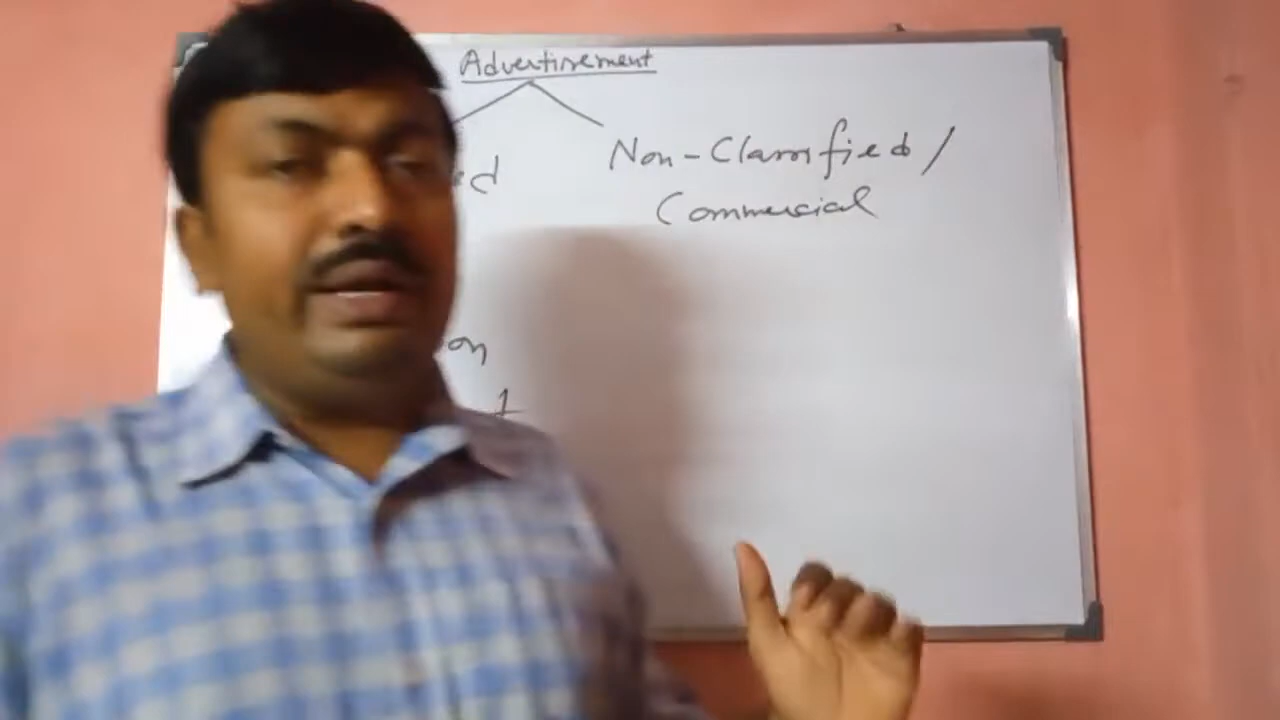 Advertisement
Non-Classified /
Commercial